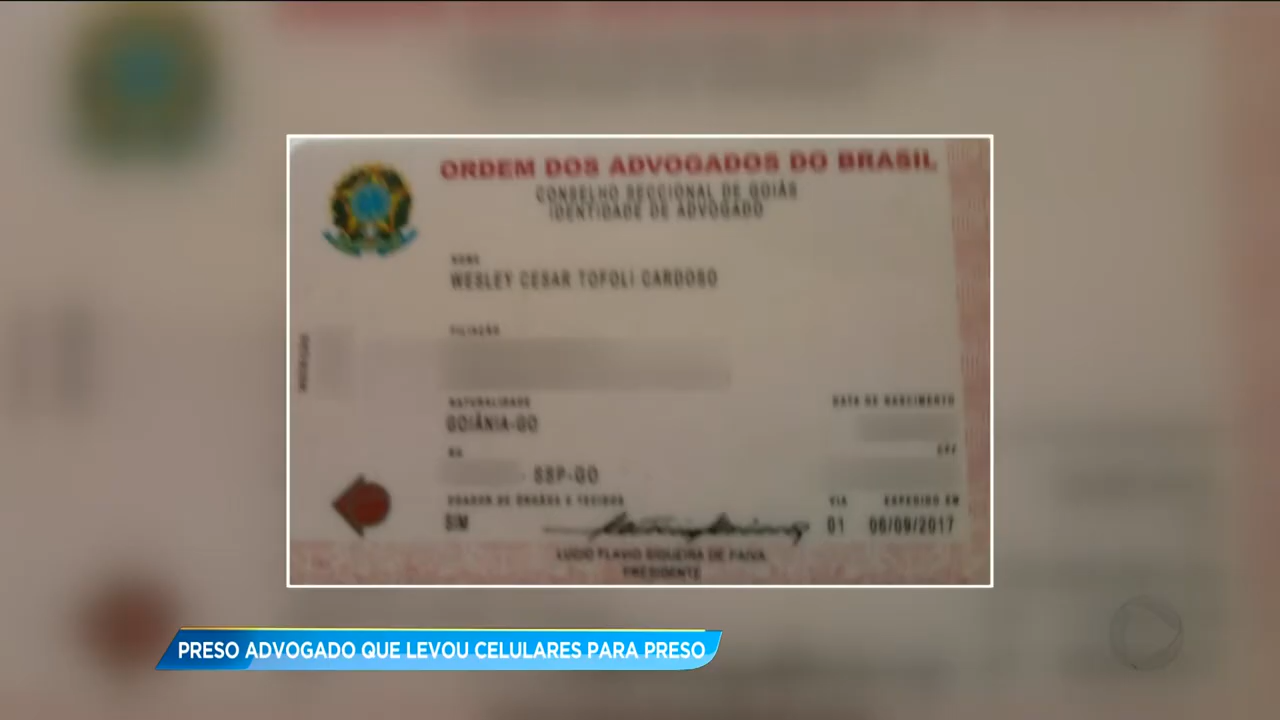 ORDEM DOS ADVOGADOS DO BRASIL
CONSELHO SECCIONAL DE GOIÁS
IDENTIDADE DE ADVOGADO
NOME
WESLEY CESAR TOFOLI CARDOSO
FILIAÇÃO
NATURALIDADE
DATA DE NASCIMENTO
GOIÂNIA-GO
RG
CPF
SSP-GO
DOADOR DE ÓRGÃOS E TECIDOS
VIA
EXPEDIDO EM
SIM
01
06/09/2017
LUCIO FLAVIO SIQUEIRA DE PAIVA
PRESIDENTE
PRESO ADVOGADO QUE LEVOU CELULARES PARA PRESO